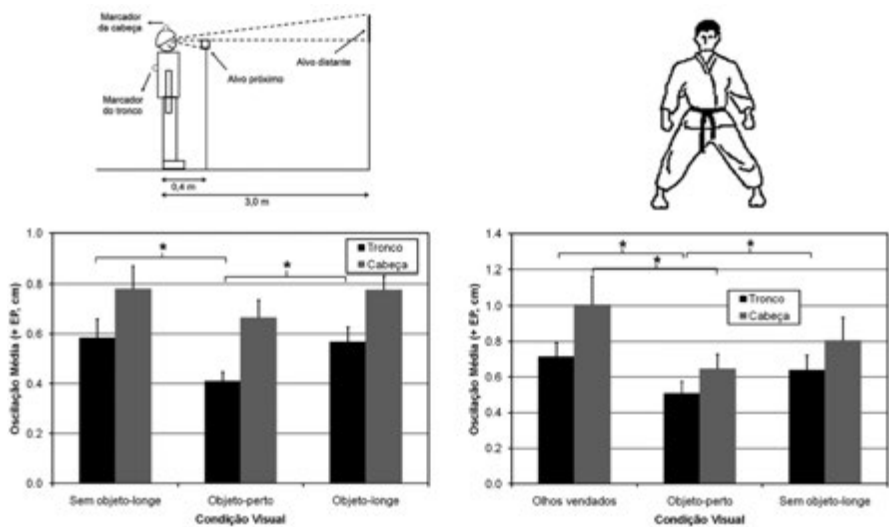 Marcador
da cabeça
Alvo distante
Alvo próximo
Marcador
do tronco
0,4 m
3,0 m
Oscilação Média (+ EP, cm)
1.0
0.8
0.6
0.4
0.2
0.0
*
*
Tronco
Cabeça
Sem objeto-longe
Objeto-perto
Objeto-longe
Condição Visual
Oscilação Média (+ EP, cm)
1.4
1.2
1.0
0.8
0.6
0.4
0.2
0.0
*
*
*
Tronco
Cabeça
Olhos vendados
Objeto-perto
Sem objeto-longe
Condição Visual